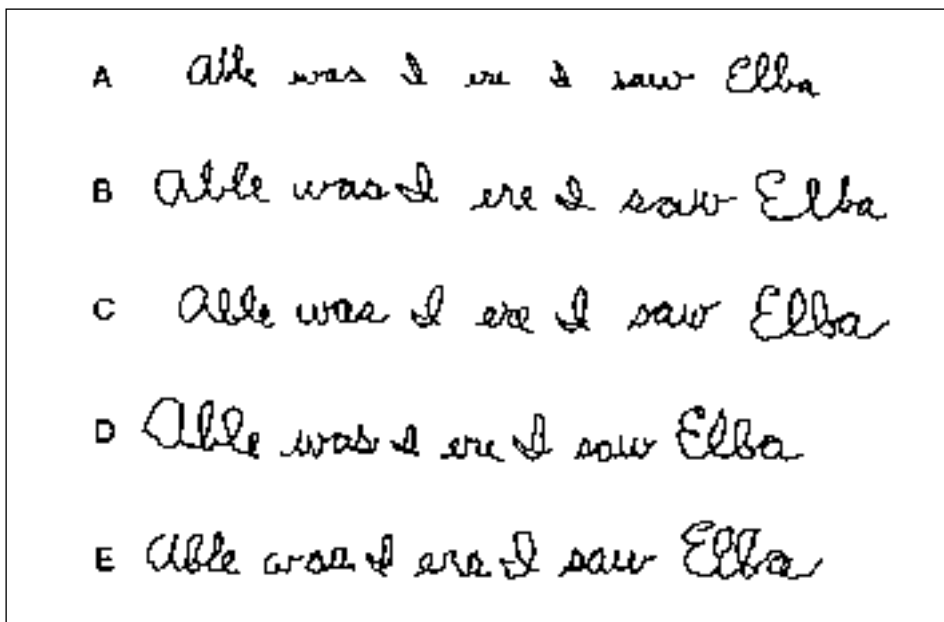 A Able was I ere I saw Elba
B Able was I ere I saw Elba
C Able was I ere I saw Elba
D Able was I ere I saw Elba
E Able was I ere I saw Elba